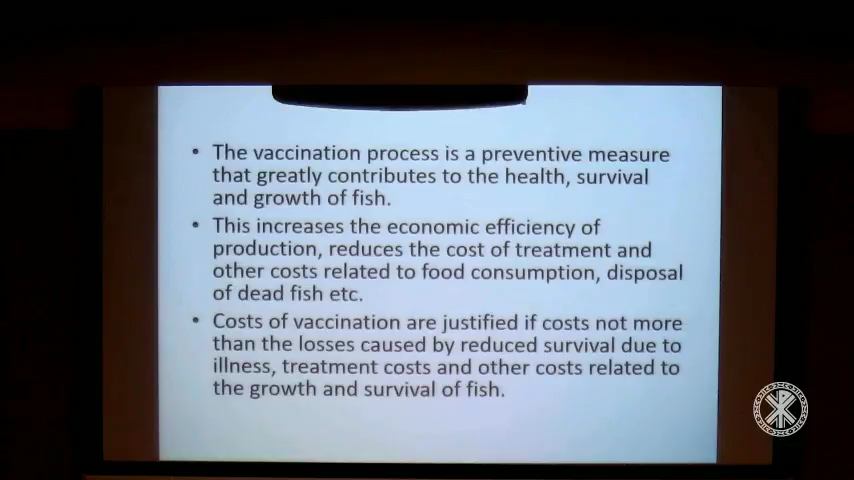 • The vaccination process is a preventive measure
that greatly contributes to the health, survival
and growth of fish.
• This increases the economic efficiency of
production, reduces the cost of treatment and
other costs related to food consumption, disposal
of dead fish etc.
• Costs of vaccination are justified if costs not more
than the losses caused by reduced survival due to
illness, treatment costs and other costs related to
the growth and survival of fish.